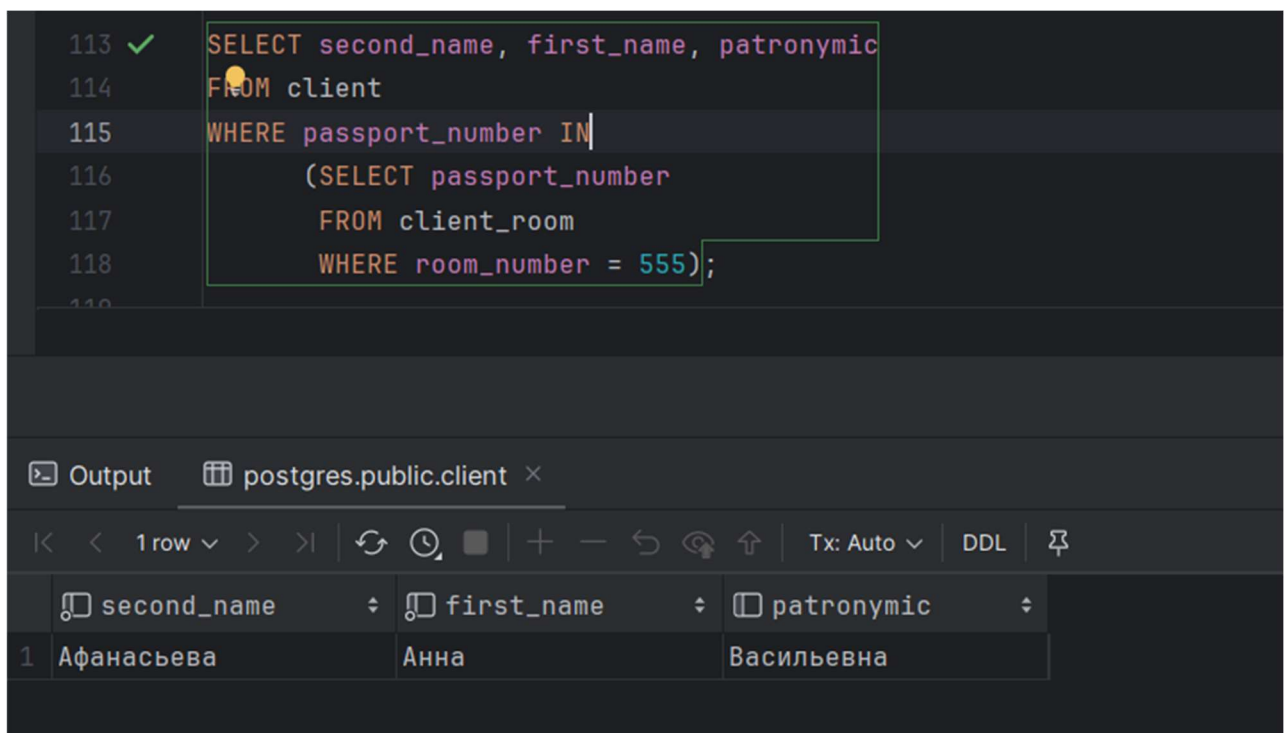 113 SELECT second_name, first_name, patronymic
114 FROM client
115 WHERE passport_number IN
116 (SELECT passport_number
117 FROM client_room
118 WHERE room_number = 555);
119
Output postgres.public.client
1 row Tx: Auto DDL
second_name first_name patronymic
1 Афанасьева Анна Васильевна